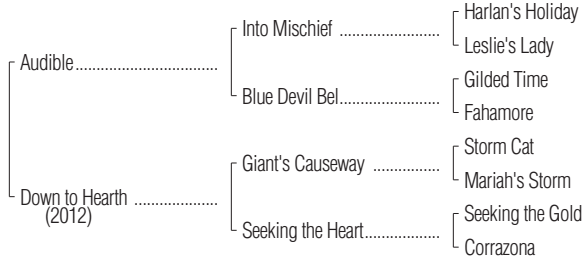 Harlan's Holiday
Into Mischief ....................
Leslie's Lady
Audible................................
Gilded Time
Blue Devil Bel.......................
Fahamore
Storm Cat
Giant's Causeway ...............
Mariah's Storm
Down to Hearth ...................
(2012)
Seeking the Gold
Seeking the Heart.................
Corrazona